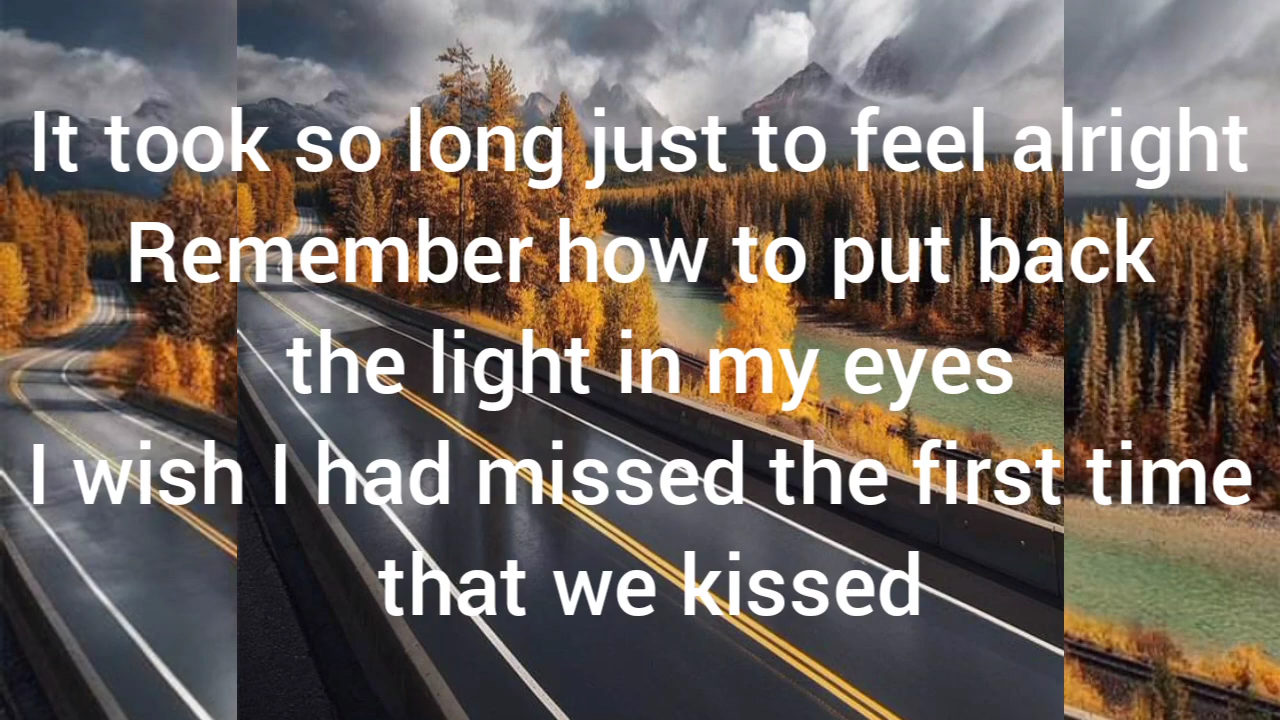 It took so long just to feel alright
Remember how to put back
the light in my eyes
I wish I had missed the first time
that we kissed